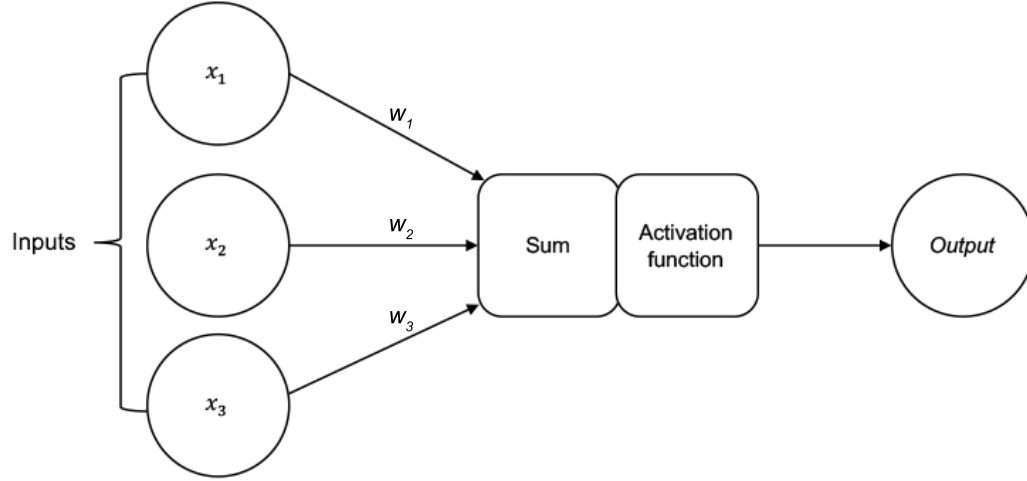 x₁
w₁
Inputs
x₂
w₂
Sum
Activation
function
Output
w₃
x₃